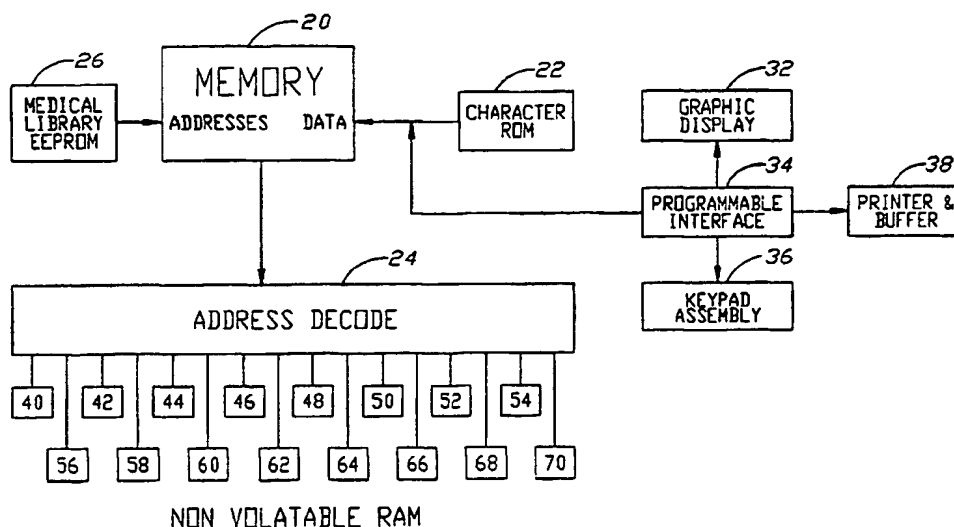 20
26
MEDICAL
LIBRARY
EEPROM
MEMORY
ADDRESSES DATA
22
CHARACTER
ROM
32
GRAPHIC
DISPLAY
34
PROGRAMMABLE
INTERFACE
38
PRINTER &
BUFFER
36
KEYPAD
ASSEMBLY
24
ADDRESS DECODE
40 42 44 46 48 50 52 54
56 58 60 62 64 66 68 70
NON VOLATABLE RAM